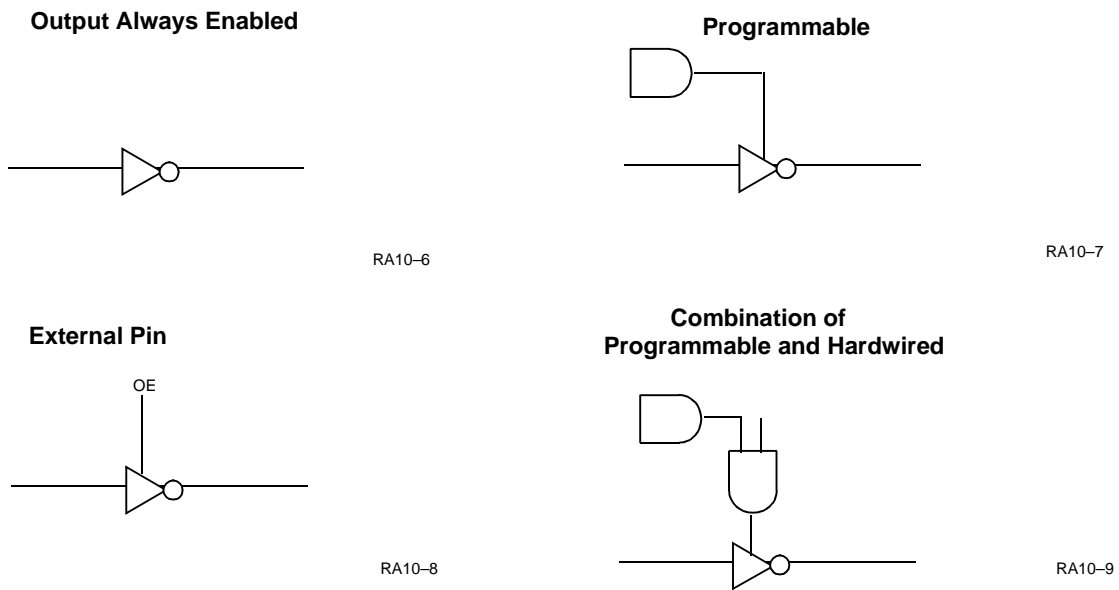 Output Always Enabled
RA10–6
Programmable
RA10–7
External Pin
OE
RA10–8
Combination of
Programmable and Hardwired
RA10–9